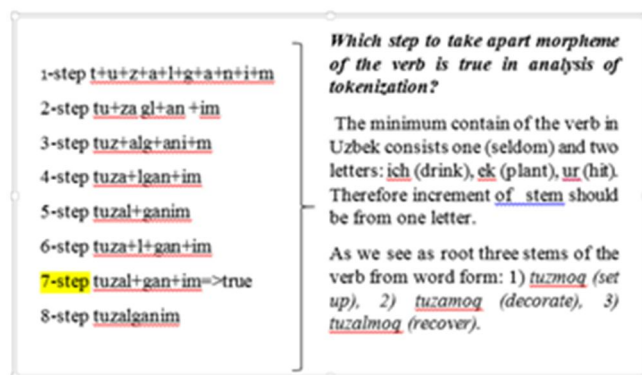 1-step t+u+z+a+l+g+a+n+i+m
2-step tu+za gl+an +im
3-step tuz+alg+ani+m
4-step tuza+lgan+im
5-step tuzal+ganim
6-step tuza+l+gan+im
7-step tuzal+gan+im=>true
8-step tuzalganim
Which step to take apart morpheme
of the verb is true in analysis of
tokenization?
The minimum contain of the verb in
Uzbek consists one (seldom) and two
letters: ich (drink), ek (plant), ur (hit).
Therefore increment of stem should
be from one letter.
As we see as root three stems of the
verb from word form: 1) tuzmoq (set
up), 2) tuzamoq (decorate), 3)
tuzalmoq (recover).